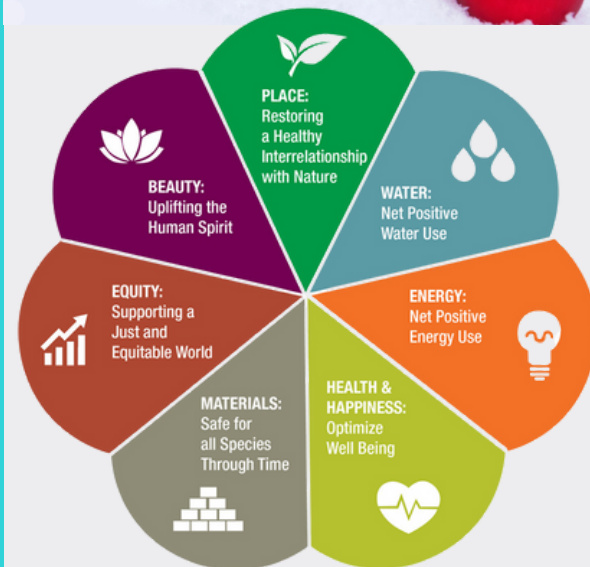 PLACE:
Restoring
a Healthy
Interrelationship
with Nature
WATER:
Net Positive
Water Use
ENERGY:
Net Positive
Energy Use
HEALTH &
HAPPINESS:
Optimize
Well Being
MATERIALS:
Safe for
all Species
Through Time
EQUITY:
Supporting a
Just and
Equitable World
BEAUTY:
Uplifting the
Human Spirit